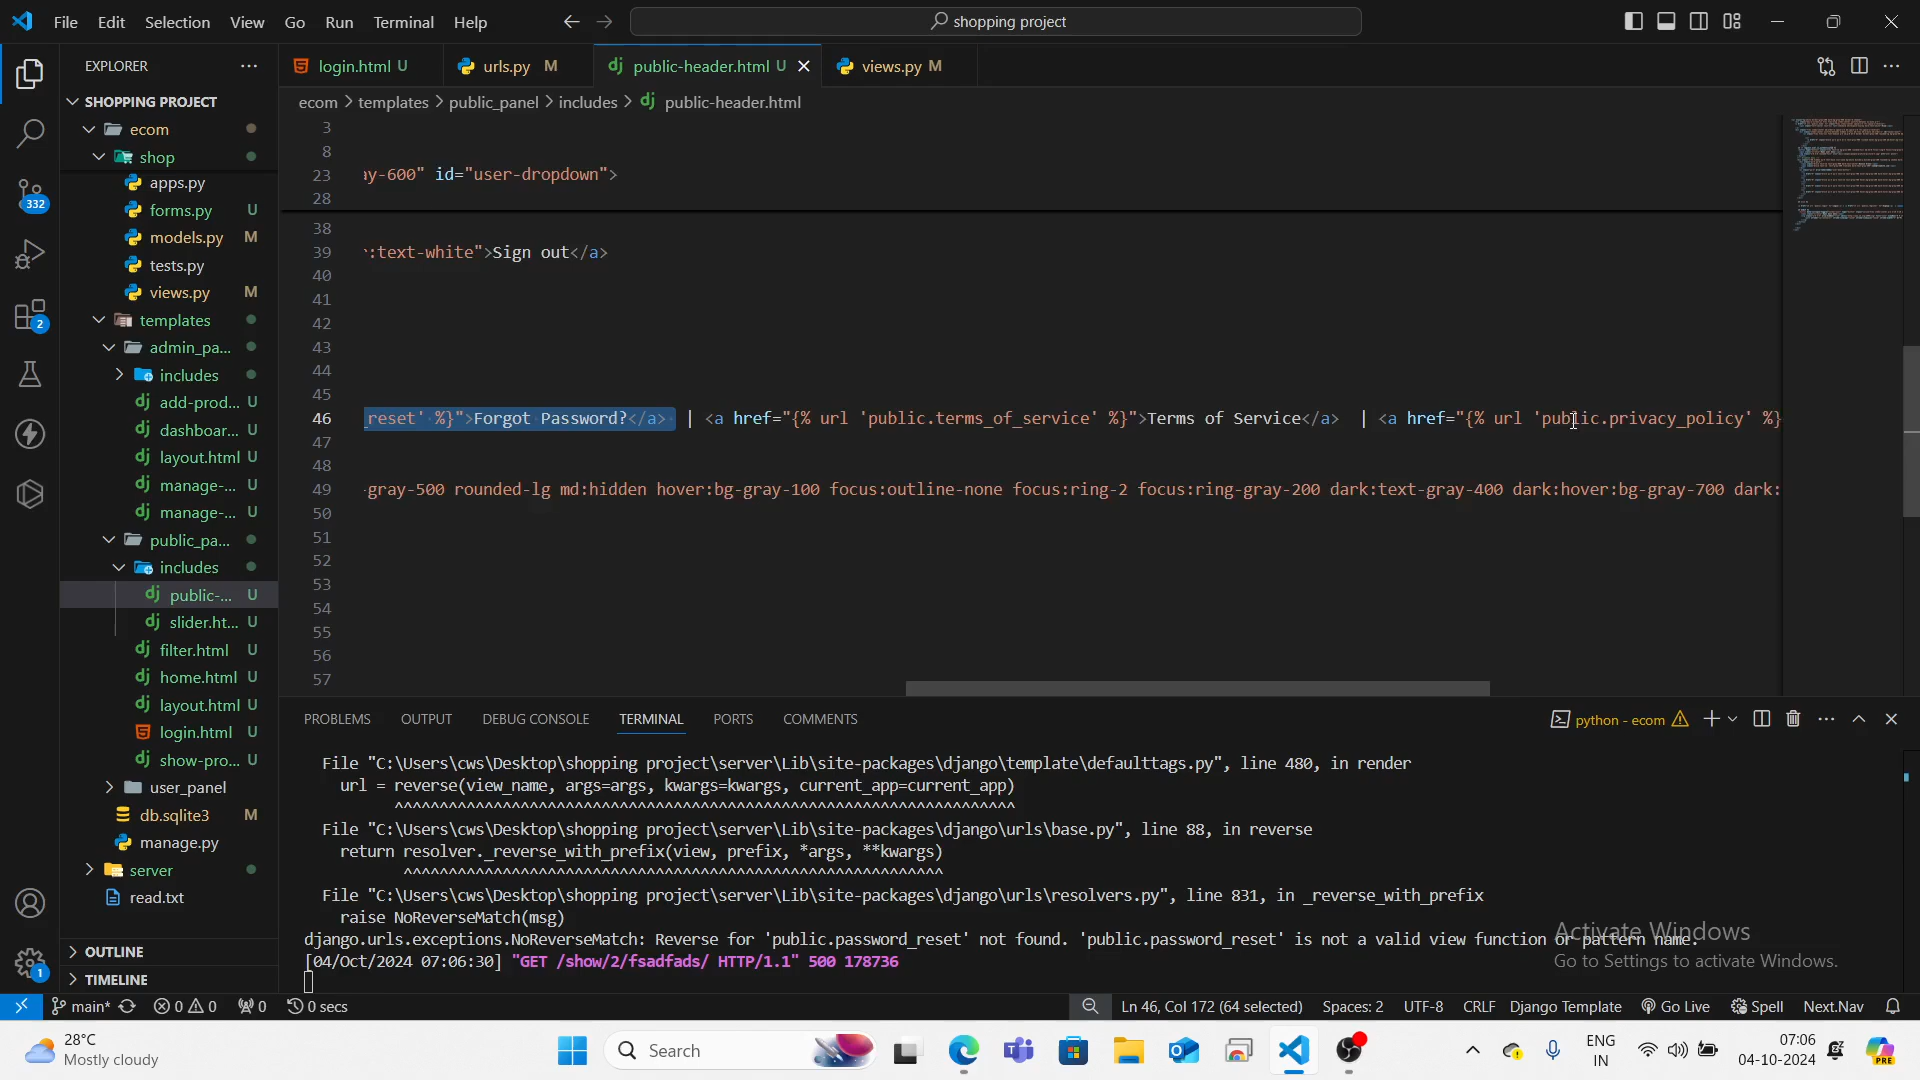 File Edit Selection View Go Run Terminal Help
shopping project
EXPLORER
login.html U
urls.py M
public-header.html U
views.py M
SHOPPING PROJECT
ecom > templates > public_panel > includes > public-header.html
ecom
shop
apps.py
forms.py U
models.py M
tests.py
views.py M
templates
admin_pa...
includes
add-prod... U
dashboar... U
layout.html U
manage-... U
manage-... U
public_pa...
includes
public-... U
slider.ht... U
filter.html U
home.html U
layout.html U
login.html U
show-pro... U
user_panel
db.sqlite3 M
manage.py
server
read.txt
OUTLINE
TIMELINE
332
2
1
3
8
23 ay-600" id="user-dropdown">
28
38
39 :text-white">Sign out</a>
40
41
42
43
44
45
46 _reset' %}">Forgot Password?</a> | <a href="{% url 'public.terms_of_service' %}">Terms of Service</a> | <a href="{% url 'public.privacy_policy' %}
47
48
49 -gray-500 rounded-lg md:hidden hover:bg-gray-100 focus:outline-none focus:ring-2 focus:ring-gray-200 dark:text-gray-400 dark:hover:bg-gray-700 dark:
50
51
52
53
54
55
56
57
PROBLEMS OUTPUT DEBUG CONSOLE TERMINAL PORTS COMMENTS
python - ecom
File "C:\Users\cws\Desktop\shopping project\server\Lib\site-packages\django\template\defaulttags.py", line 480, in render
url = reverse(view_name, args=args, kwargs=kwargs, current_app=current_app)
^^^^^^^^^^^^^^^^^^^^^^^^^^^^^^^^^^^^^^^^^^^^^^^^^^^^^^^^^^^^^^^^^^^^^
File "C:\Users\cws\Desktop\shopping project\server\Lib\site-packages\django\urls\base.py", line 88, in reverse
return resolver._reverse_with_prefix(view, prefix, *args, **kwargs)
^^^^^^^^^^^^^^^^^^^^^^^^^^^^^^^^^^^^^^^^^^^^^^^^^^^^^^^^^^^^
File "C:\Users\cws\Desktop\shopping project\server\Lib\site-packages\django\urls\resolvers.py", line 831, in _reverse_with_prefix
raise NoReverseMatch(msg)
django.urls.exceptions.NoReverseMatch: Reverse for 'public.password_reset' not found. 'public.password_reset' is not a valid view function or pattern name.
[04/Oct/2024 07:06:30] "GET /show/2/fsadfads/ HTTP/1.1" 500 178736
Activate Windows
Go to Settings to activate Windows.
main* 0 0 0 0 secs
Ln 46, Col 172 (64 selected) Spaces: 2 UTF-8 CRLF Django Template Go Live Spell Next.Nav
28°C
Mostly cloudy
Search
ENG
IN
07:06
04-10-2024
PRE